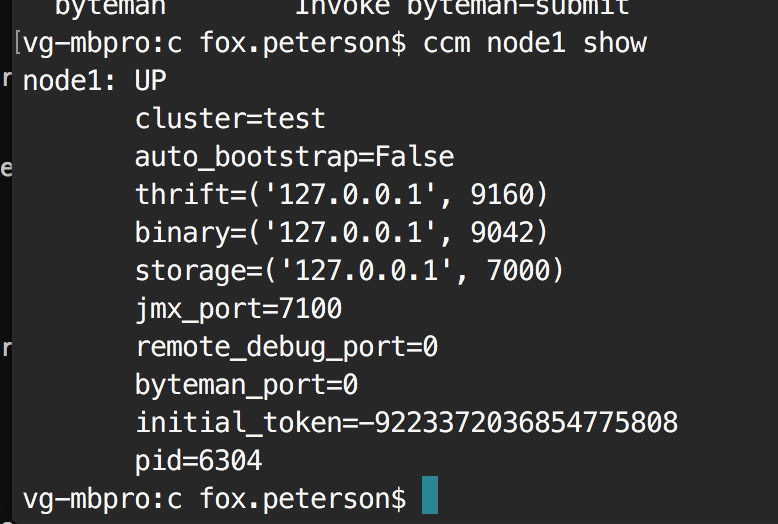 byteman        Invoke byteman-submit
[vg-mbpro:c fox.peterson$ ccm node1 show
node1: UP
       cluster=test
       auto_bootstrap=False
       thrift=('127.0.0.1', 9160)
       binary=('127.0.0.1', 9042)
       storage=('127.0.0.1', 7000)
       jmx_port=7100
       remote_debug_port=0
       byteman_port=0
       initial_token=-9223372036854775808
       pid=6304
vg-mbpro:c fox.peterson$